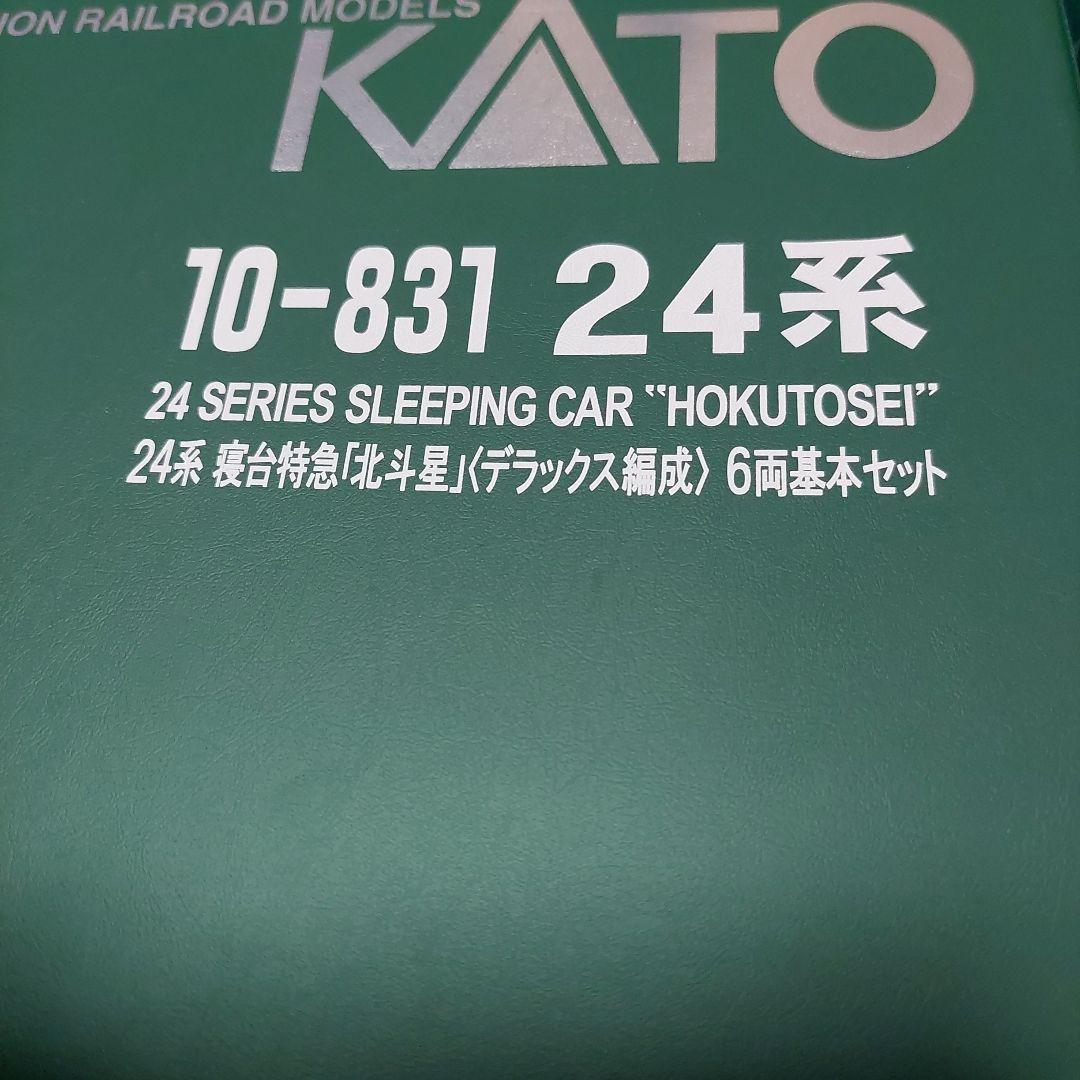 ION RAILROAD MODELS
KATO
10-831 24系
24 SERIES SLEEPING CAR “HOKUTOSEI”
24系 寝台特急「北斗星」〈デラックス編成〉 6両基本セット